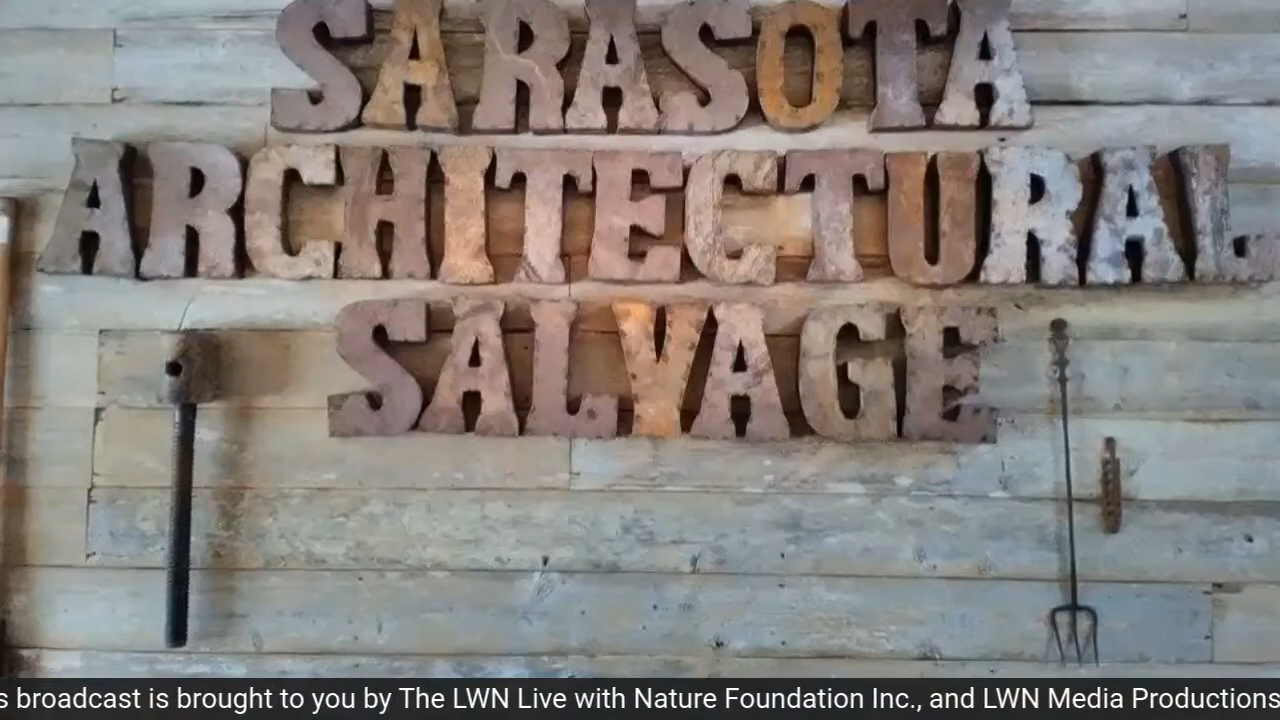 SARASOTA
ARCHITECTURAL
SALVAGE
s broadcast is brought to you by The LWN Live with Nature Foundation Inc., and LWN Media Productions